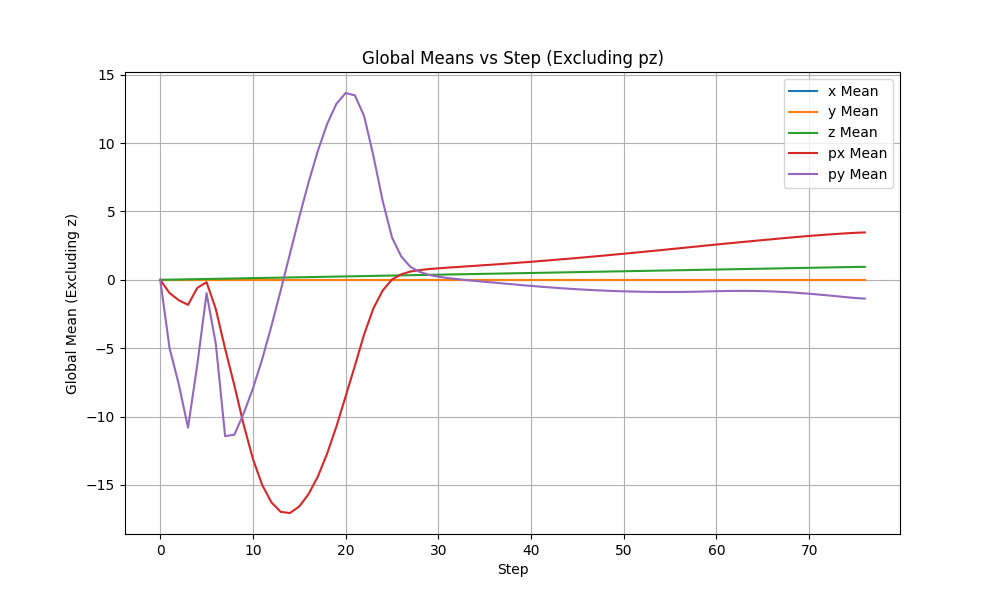 Global Means vs Step (Excluding pz)
15
10
5
0
−5
−10
−15
Global Mean (Excluding z)
x Mean
y Mean
z Mean
px Mean
py Mean
0 10 20 30 40 50 60 70
Step